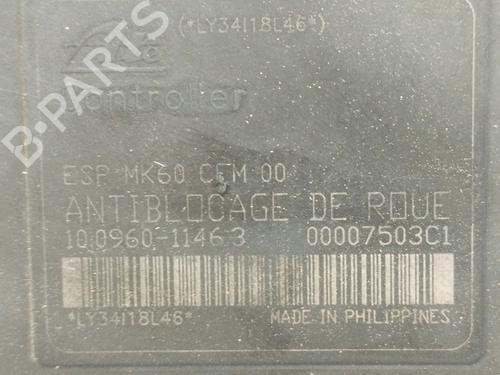 (*LY34I18L46*)
controller
ESP MK60 CEM 00
ANTIBLOCAGE DE ROUE
10.0960-1146.3 00007503C1
*LY34I18L46* MADE IN PHILIPPINES
B-PARTS